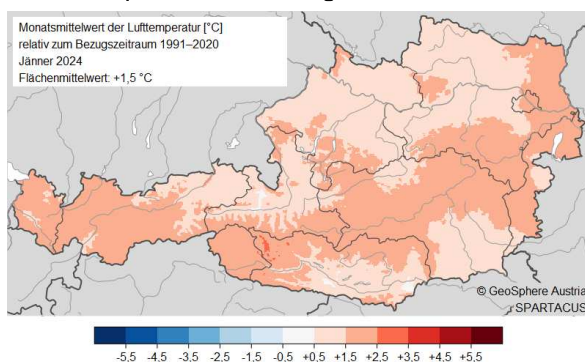 Monatsmittelwert der Lufttemperatur [°C]
relativ zum Bezugszeitraum 1991–2020
Jänner 2024
Flächenmittelwert: +1,5 °C
© GeoSphere Austria
SPARTACUS
-5,5 -4,5 -3,5 -2,5 -1,5 -0,5 +0,5 +1,5 +2,5 +3,5 +4,5 +5,5